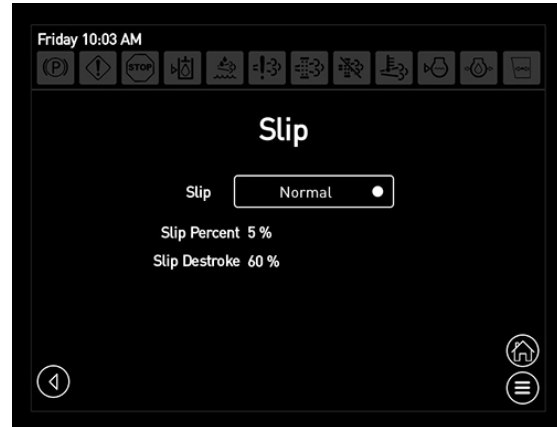 Friday 10:03 AM
(P) STOP
Slip
Slip Normal
Slip Percent 5 %
Slip Destroke 60 %